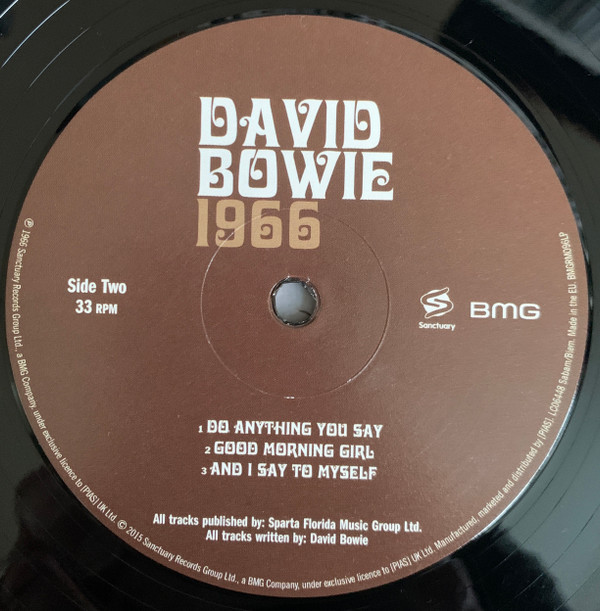 DAVID
BOWIE
1966
Side Two
33 RPM
Sanctuary
BMG
1 DO ANYTHING YOU SAY
2 GOOD MORNING GIRL
3 AND I SAY TO MYSELF
All tracks published by: Sparta Florida Music Group Ltd.
All tracks written by: David Bowie
℗ 1966 Sanctuary Records Group Ltd., a BMG Company, under exclusive licence to [PIAS] UK Ltd. © 2015 Sanctuary Records Group Ltd., a BMG Company, under exclusive licence to [PIAS] UK Ltd. Manufactured, marketed and distributed by [PIAS]. LC06448 Sabam/Biem. Made in the EU. BMGRM096LP